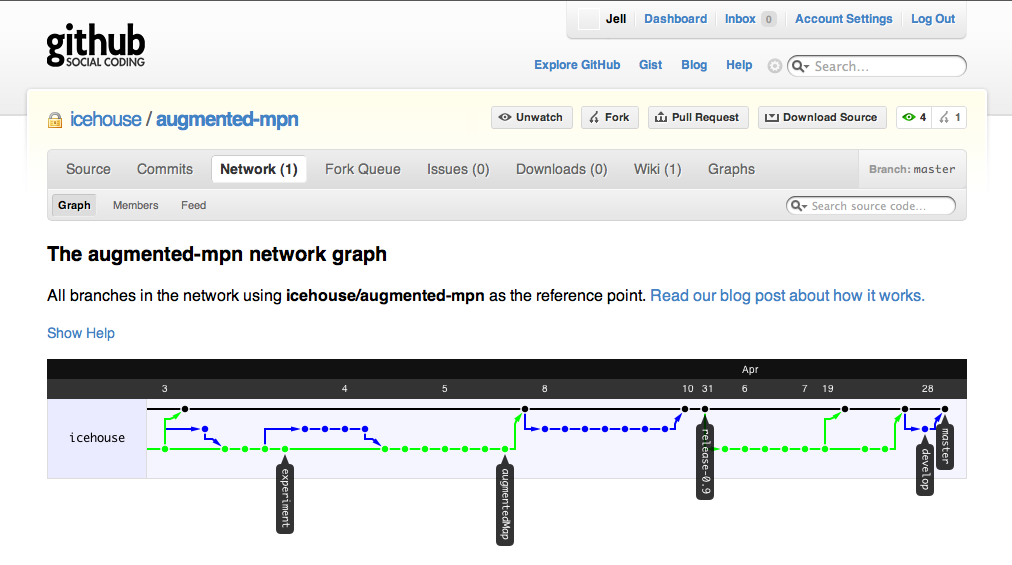 github
SOCIAL CODING
Jell Dashboard Inbox 0 Account Settings Log Out
Explore GitHub Gist Blog Help Search...
icehouse / augmented-mpn Unwatch Fork Pull Request Download Source 4 1
Source Commits Network (1) Fork Queue Issues (0) Downloads (0) Wiki (1) Graphs Branch: master
Graph Members Feed Search source code...
The augmented-mpn network graph
All branches in the network using icehouse/augmented-mpn as the reference point. Read our blog post about how it works.
Show Help
Apr
3 4 5 8 10 31 6 7 19 28
icehouse
experiment
augmentedMap
release-0.9
develop
master